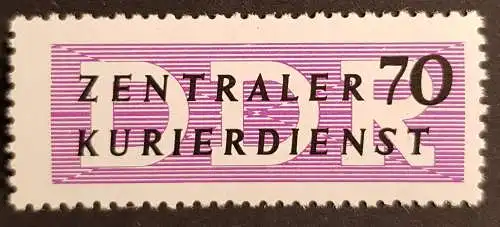 DDR
ZENTRALER 70
KURIERDIENST